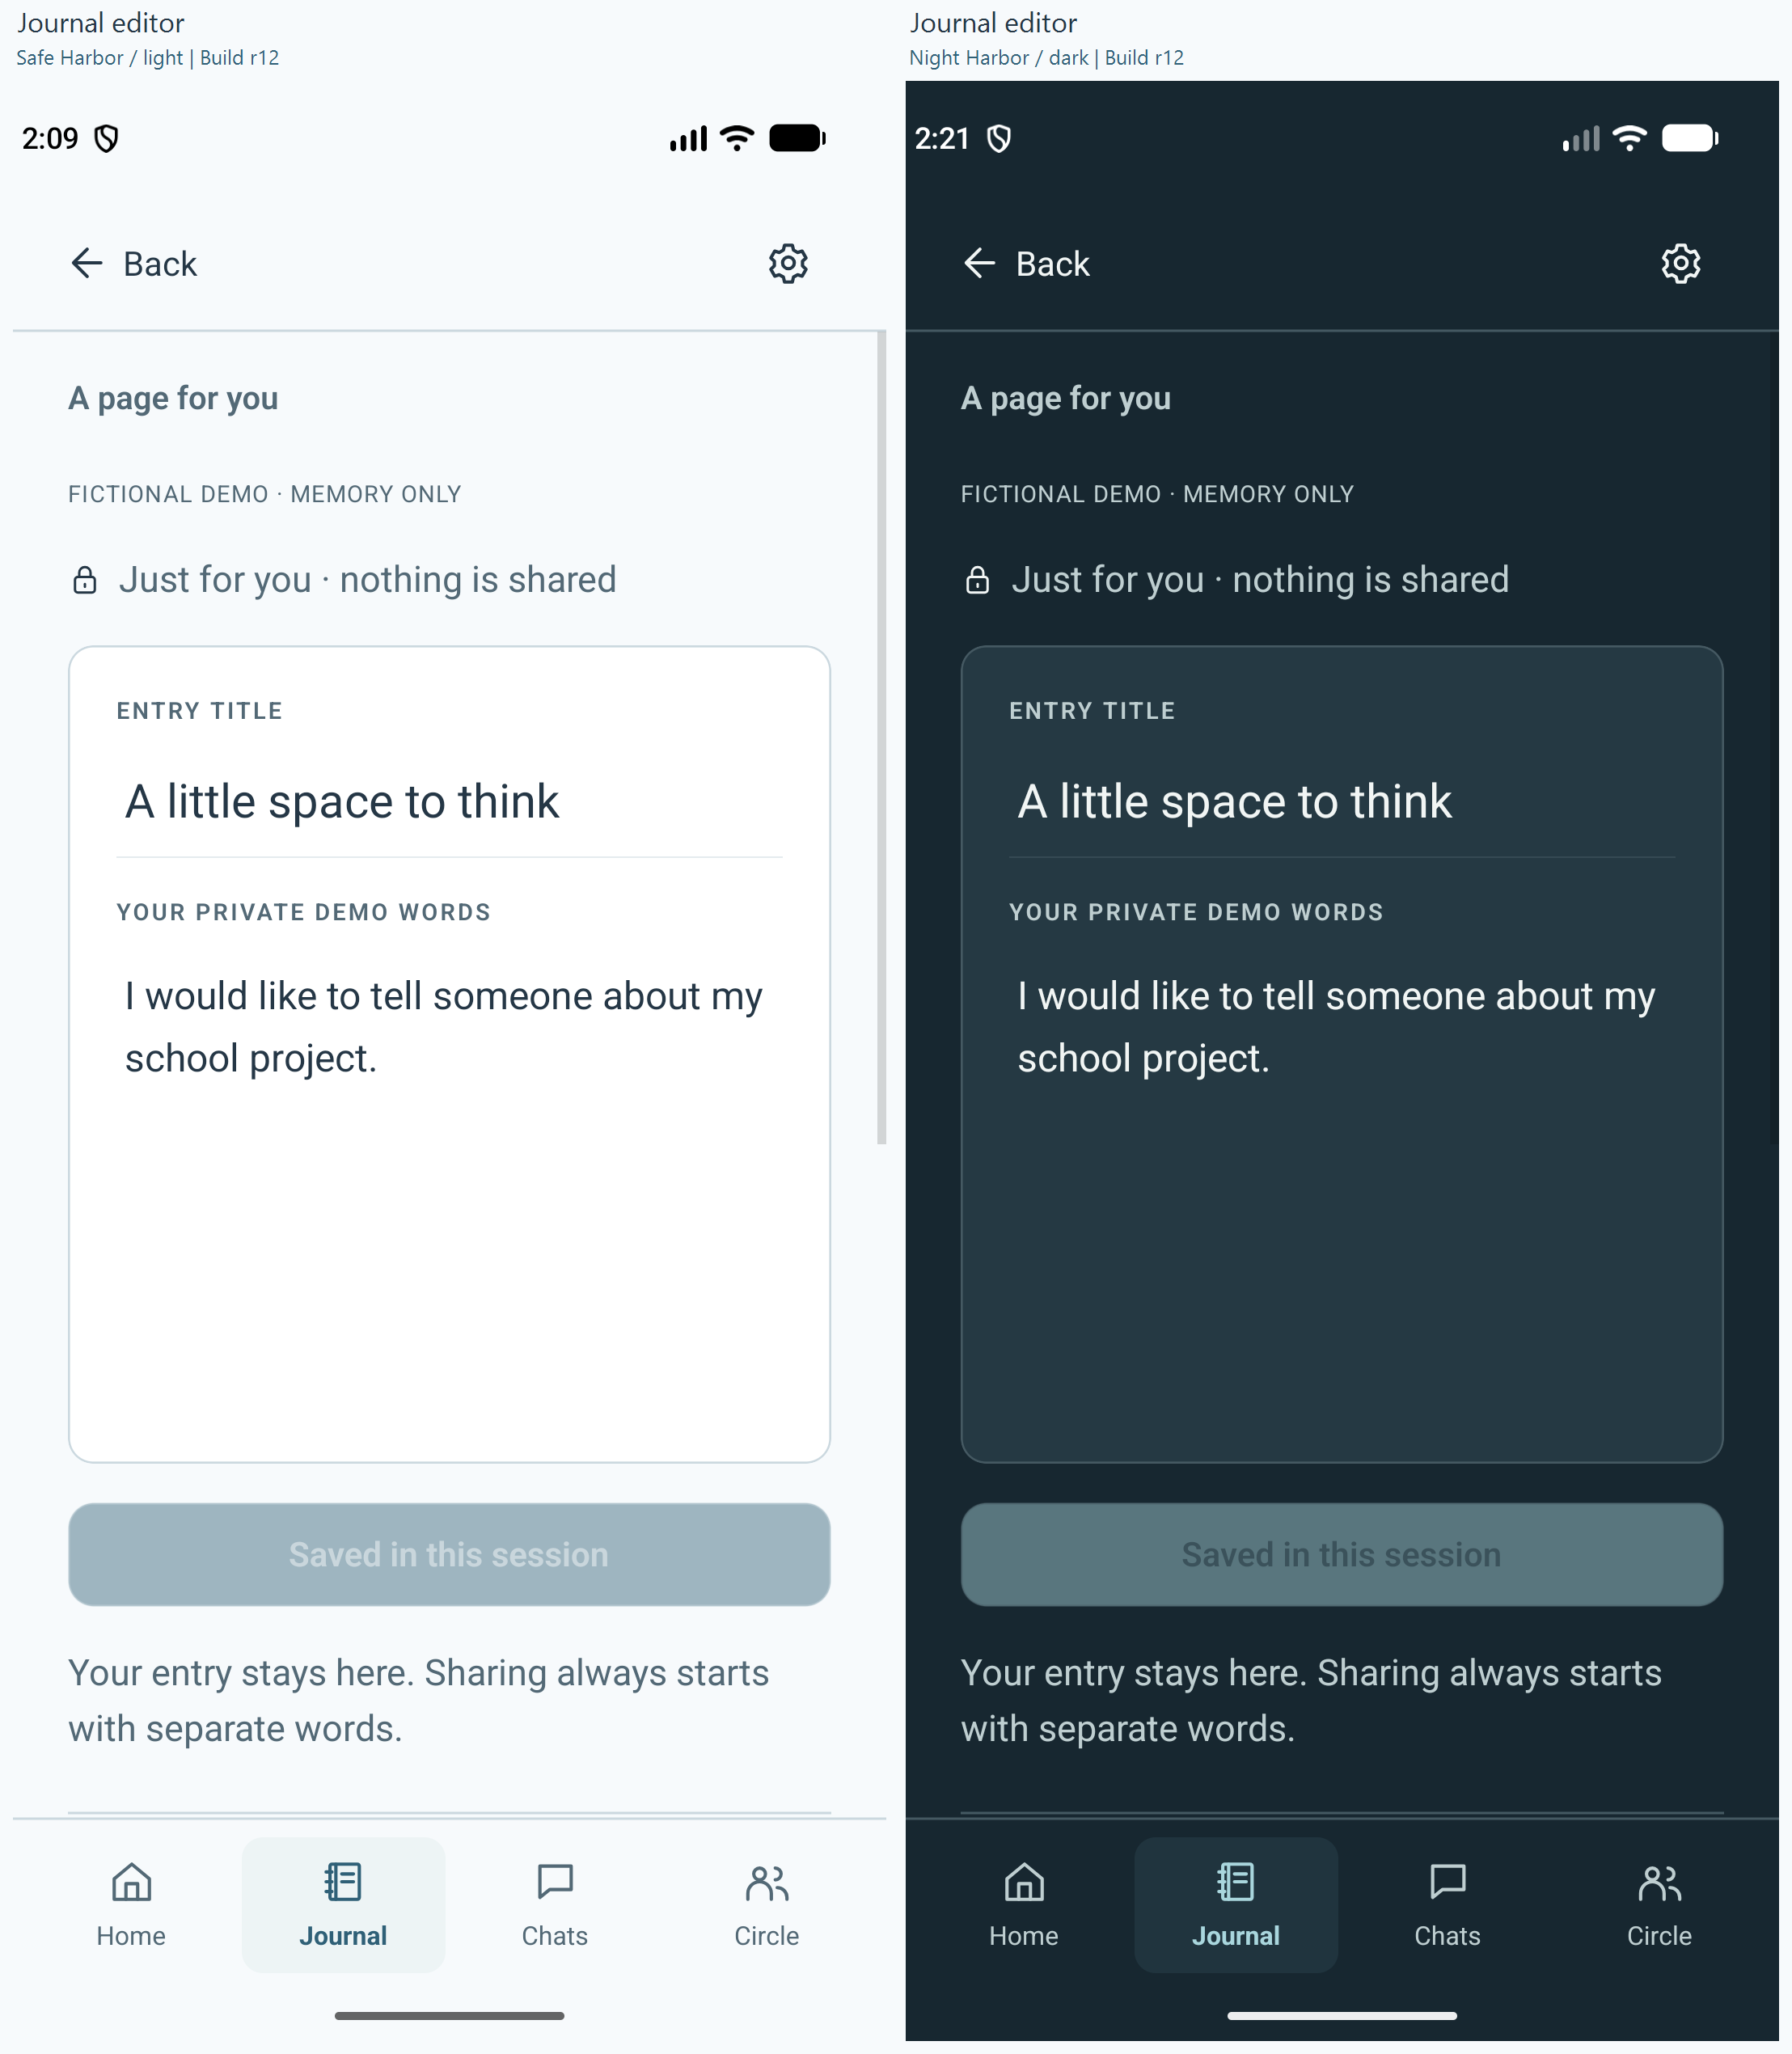 Journal editor
Safe Harbor / light | Build r12
2:09
Back
A page for you
FICTIONAL DEMO · MEMORY ONLY
Just for you · nothing is shared
ENTRY TITLE
A little space to think
YOUR PRIVATE DEMO WORDS
I would like to tell someone about my
school project.
Saved in this session
Your entry stays here. Sharing always starts
with separate words.
Home
Journal
Chats
Circle
Journal editor
Night Harbor / dark | Build r12
2:21
Back
A page for you
FICTIONAL DEMO · MEMORY ONLY
Just for you · nothing is shared
ENTRY TITLE
A little space to think
YOUR PRIVATE DEMO WORDS
I would like to tell someone about my
school project.
Saved in this session
Your entry stays here. Sharing always starts
with separate words.
Home
Journal
Chats
Circle